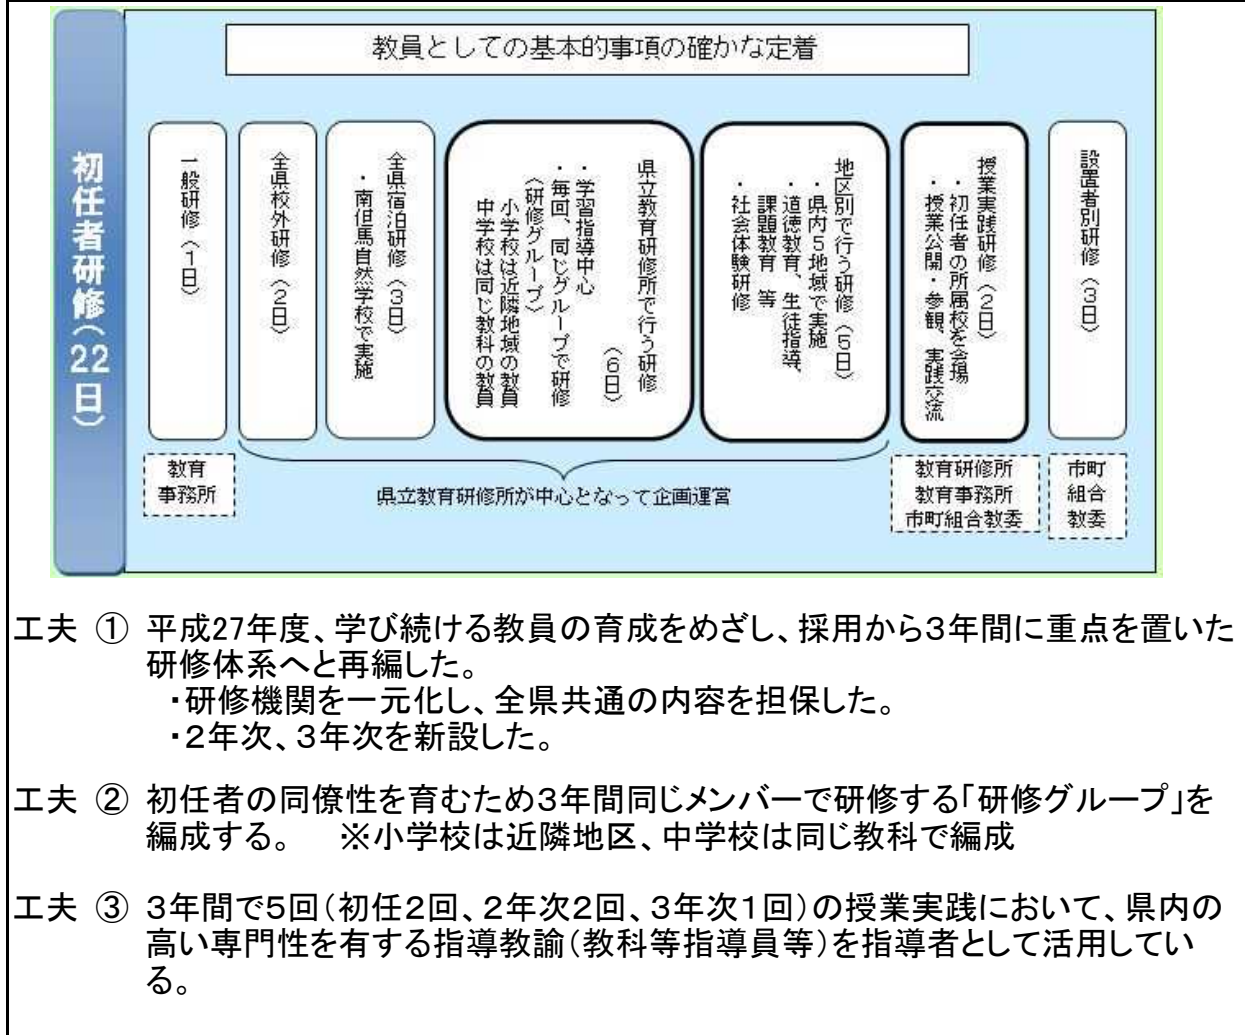 教員としての基本的事項の確かな定着
初任者研修（22日）
一般研修（１日）
全県校外研修（２日）
全県宿泊研修（３日）
・南但馬自然学校で実施
県立教育研修所で行う研修
（６日）
・学習指導中心
・毎回、同じグループで研修
（研修グループ）
小学校は近隣地域の教員
中学校は同じ教科の教員
地区別で行う研修（５日）
・県内５地域で実施
・道徳教育、生徒指導、
課題教育　等
・社会体験研修
授業実践研修（２日）
・初任者の所属校を会場
・授業公開・参観、実践交流
設置者別研修（３日）
教育
事務所
県立教育研修所が中心となって企画運営
教育研修所
教育事務所
市町組合教委
市町
組合
教委
工夫 ① 平成27年度、学び続ける教員の育成をめざし、採用から３年間に重点を置いた
研修体系へと再編した。
・研修機関を一元化し、全県共通の内容を担保した。
・２年次、３年次を新設した。
工夫 ② 初任者の同僚性を育むため３年間同じメンバーで研修する「研修グループ」を
編成する。　※小学校は近隣地区、中学校は同じ教科で編成
工夫 ③ ３年間で５回（初任２回、２年次２回、３年次１回）の授業実践において、県内の
高い専門性を有する指導教諭（教科等指導員等）を指導者として活用してい
る。